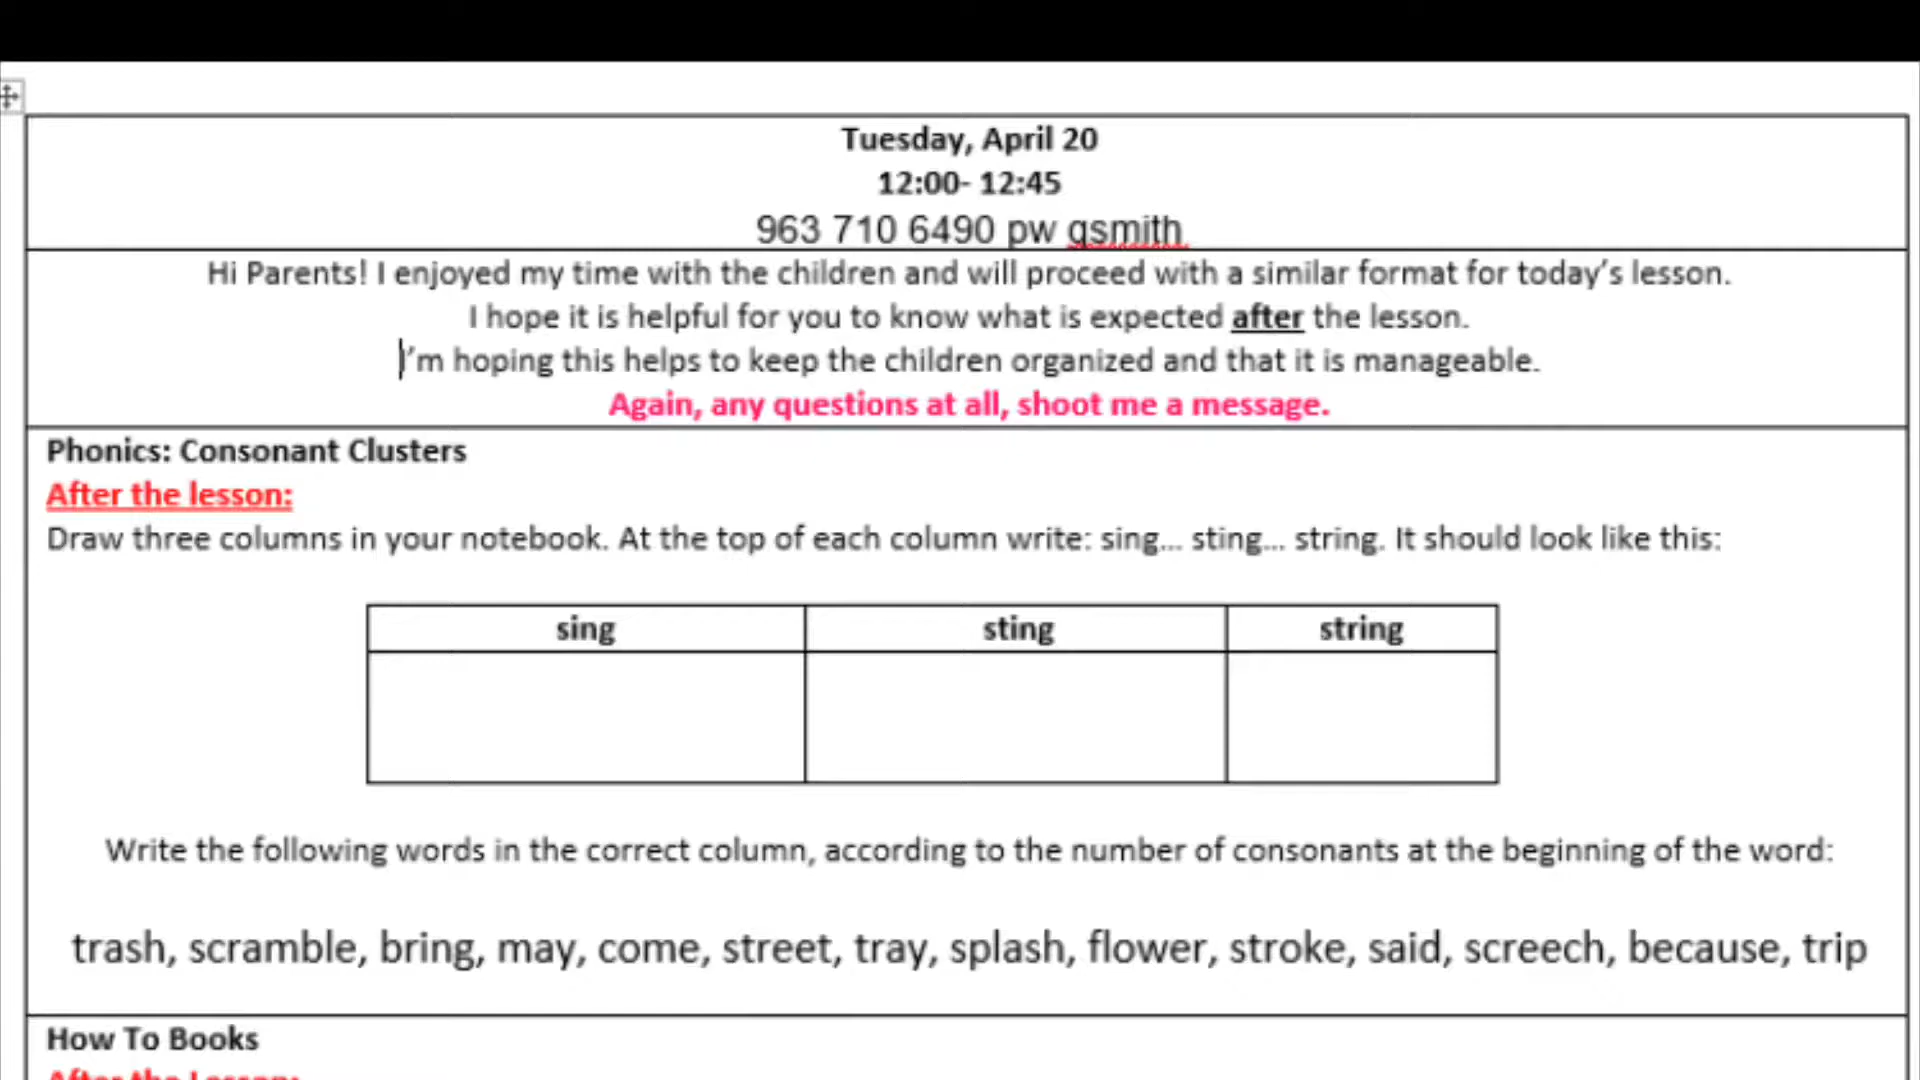 Tuesday, April 20
12:00- 12:45
963 710 6490 pw qsmith
Hi Parents! I enjoyed my time with the children and will proceed with a similar format for today’s lesson.
I hope it is helpful for you to know what is expected after the lesson.
I’m hoping this helps to keep the children organized and that it is manageable.
Again, any questions at all, shoot me a message.
Phonics: Consonant Clusters
After the lesson:
Draw three columns in your notebook. At the top of each column write: sing... sting... string. It should look like this:
sing sting string
Write the following words in the correct column, according to the number of consonants at the beginning of the word:
trash, scramble, bring, may, come, street, tray, splash, flower, stroke, said, screech, because, trip
How To Books
After the Lesson: